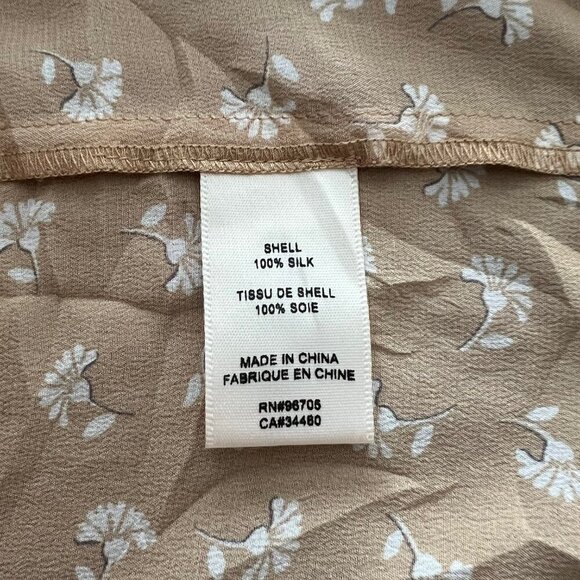 SHELL
100% SILK
TISSU DE SHELL
100% SOIE
MADE IN CHINA
FABRIQUE EN CHINE
RN#96705
CA#34460